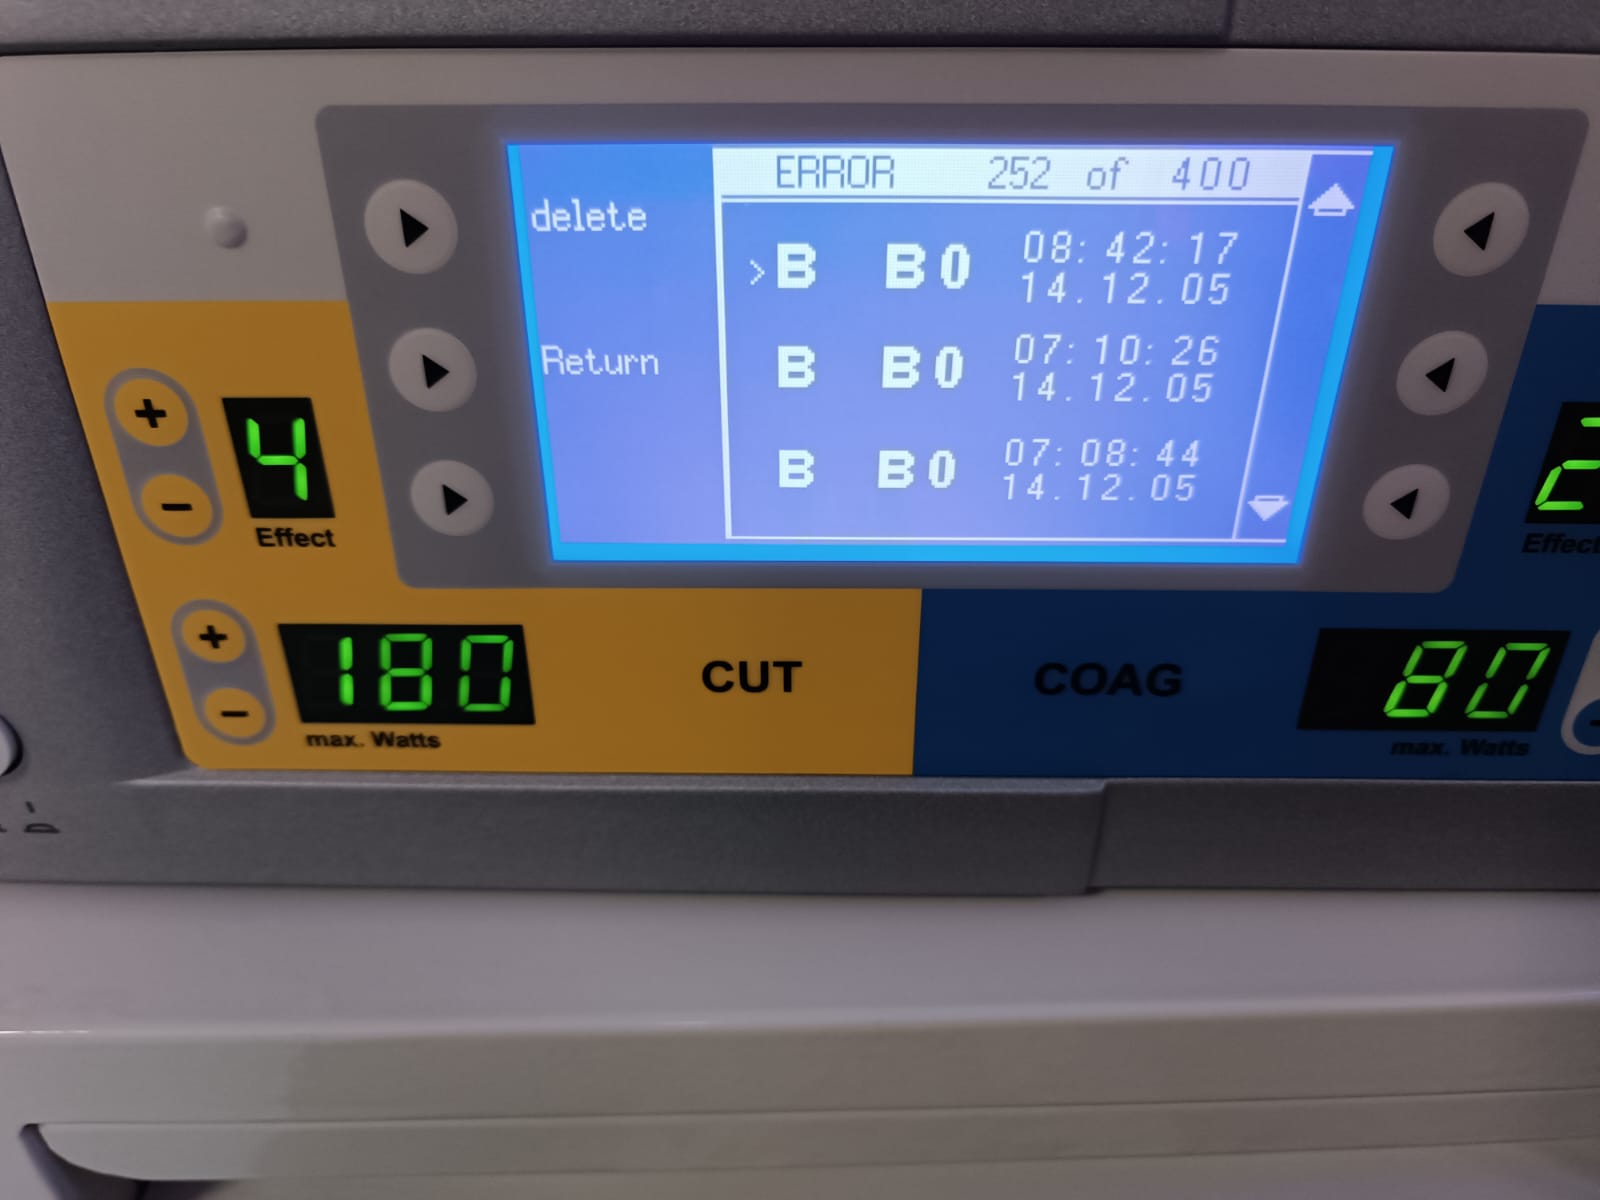 ERROR 252 of 400
delete
>B B0 08:42:17
14.12.05
Return
B B0 07:10:26
14.12.05
B B0 07:08:44
14.12.05
+
4
-
Effect
Effec
+
180
-
max. Watts
CUT
COAG
80
max. Watts